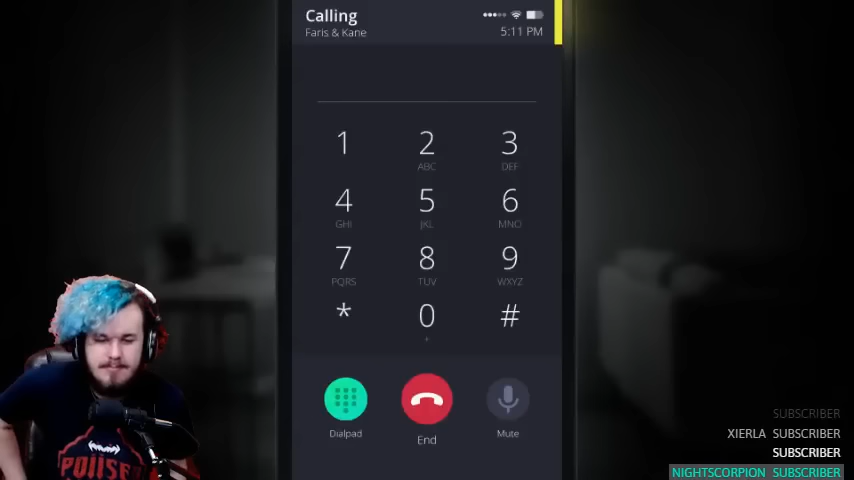 Calling
Faris & Kane
5:11 PM
1
2
3
ABC
DEF
4
5
6
GHI
JKL
MNO
7
8
9
PQRS
TUV
WXYZ
*
0
#
+
Dialpad
End
Mute
SUBSCRIBER
XIERLA SUBSCRIBER
SUBSCRIBER
NIGHTSCORPION SUBSCRIBER